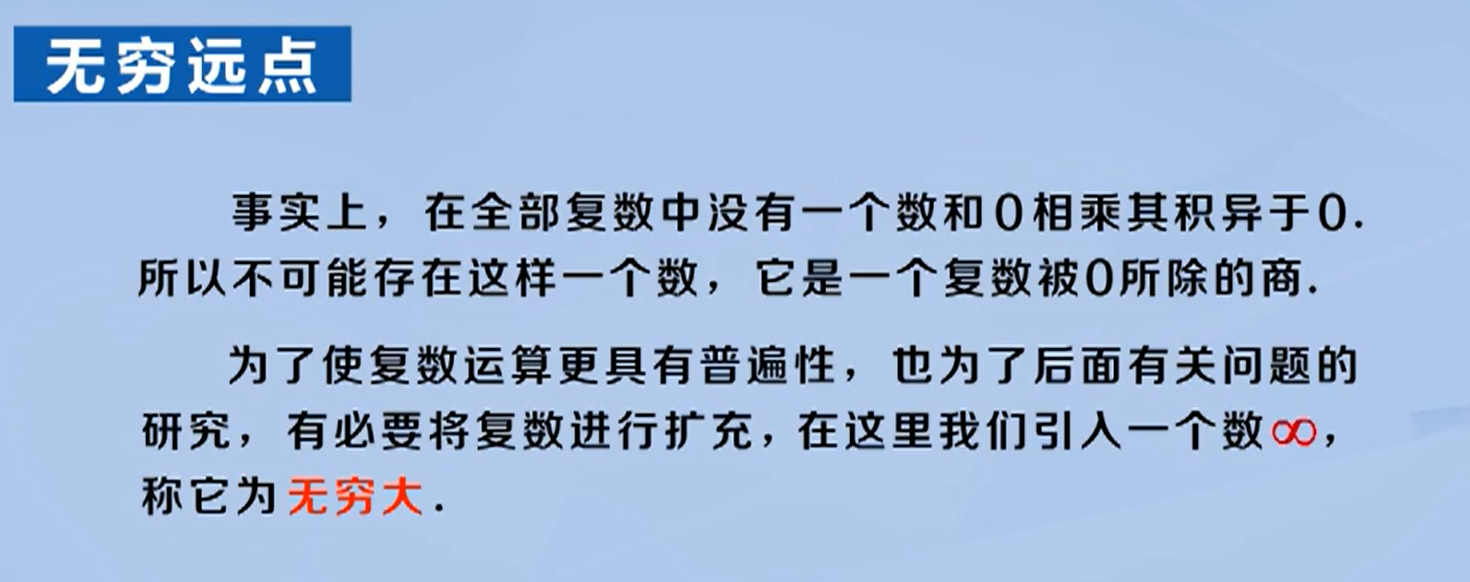 无穷远点
事实上，在全部复数中没有一个数和0相乘其积异于0.
所以不可能存在这样一个数，它是一个复数被0所除的商.
为了使复数运算更具有普遍性，也为了后面有关问题的
研究，有必要将复数进行扩充，在这里我们引入一个数∞，
称它为无穷大.